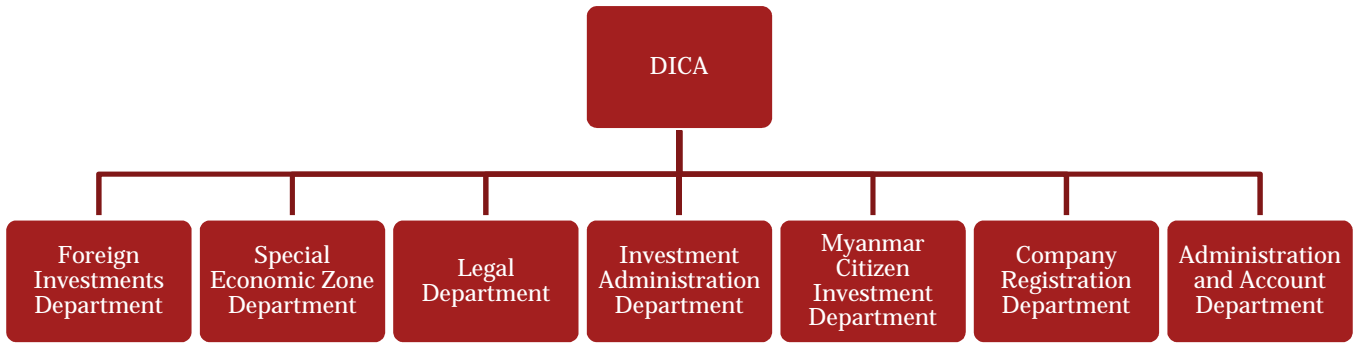 DICA
Foreign
Investments
Department
Special
Economic Zone
Department
Legal
Department
Investment
Administration
Department
Myanmar
Citizen
Investment
Department
Company
Registration
Department
Administration
and Account
Department